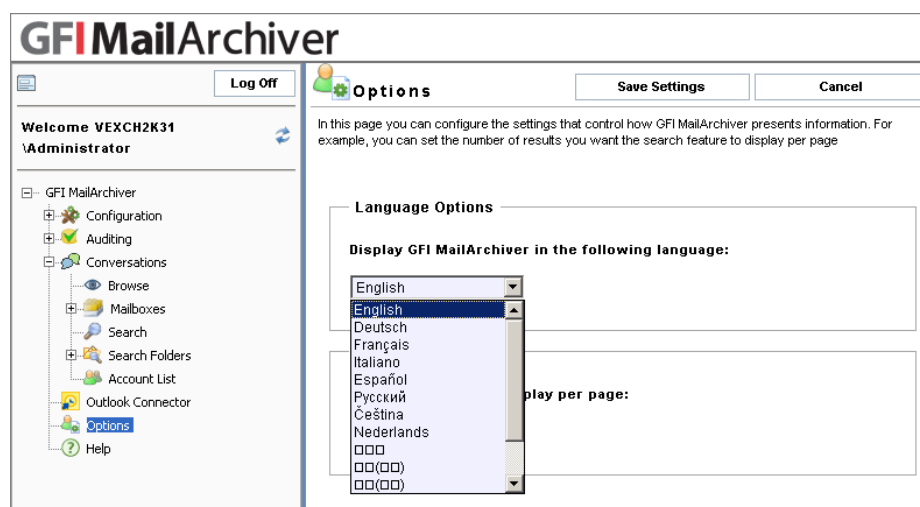 GFI MailArchiver
Log Off
Welcome VEXCH2K31
\Administrator
GFI MailArchiver
Configuration
Auditing
Conversations
Browse
Mailboxes
Search
Search Folders
Account List
Outlook Connector
Options
Help
Options
Save Settings
Cancel
In this page you can configure the settings that control how GFI MailArchiver presents information. For
example, you can set the number of results you want the search feature to display per page
Language Options
Display GFI MailArchiver in the following language:
English
English
Deutsch
Français
Italiano
Español
Русский
Čeština
Nederlands
□□□
□□(□□)
□□(□□)
play per page: